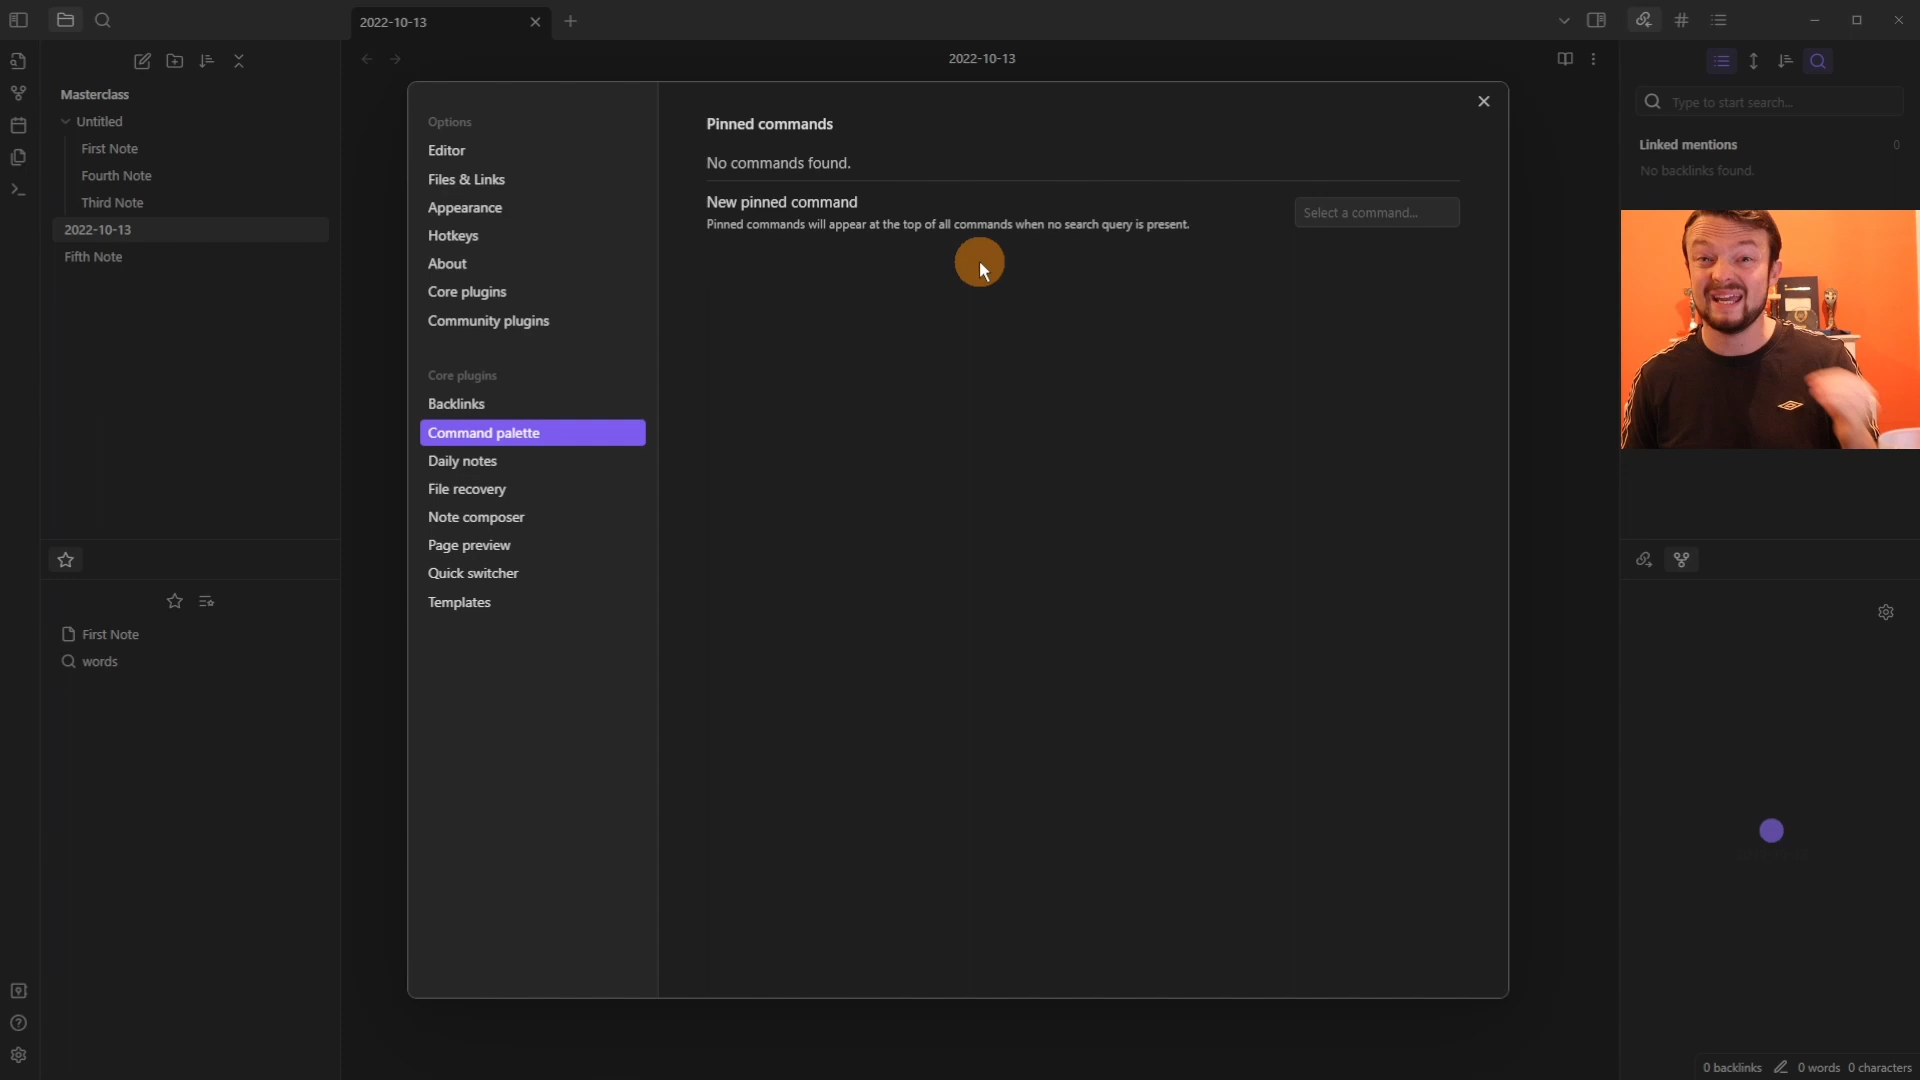 2022-10-13
2022-10-13
Masterclass
Untitled
First Note
Fourth Note
Third Note
2022-10-13
Fifth Note
First Note
words
Options
Editor
Files & Links
Appearance
Hotkeys
About
Core plugins
Community plugins
Core plugins
Backlinks
Command palette
Daily notes
File recovery
Note composer
Page preview
Quick switcher
Templates
Pinned commands
No commands found.
New pinned command
Pinned commands will appear at the top of all commands when no search query is present.
Select a command...
Type to start search...
Linked mentions 0
No backlinks found.
0 backlinks 0 words 0 characters